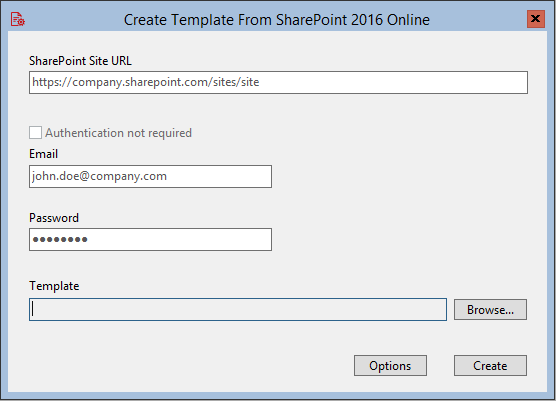 Create Template From SharePoint 2016 Online
SharePoint Site URL
https://company.sharepoint.com/sites/site
Authentication not required
Email
john.doe@company.com
Password
●●●●●●●●
Template
Browse...
Options
Create